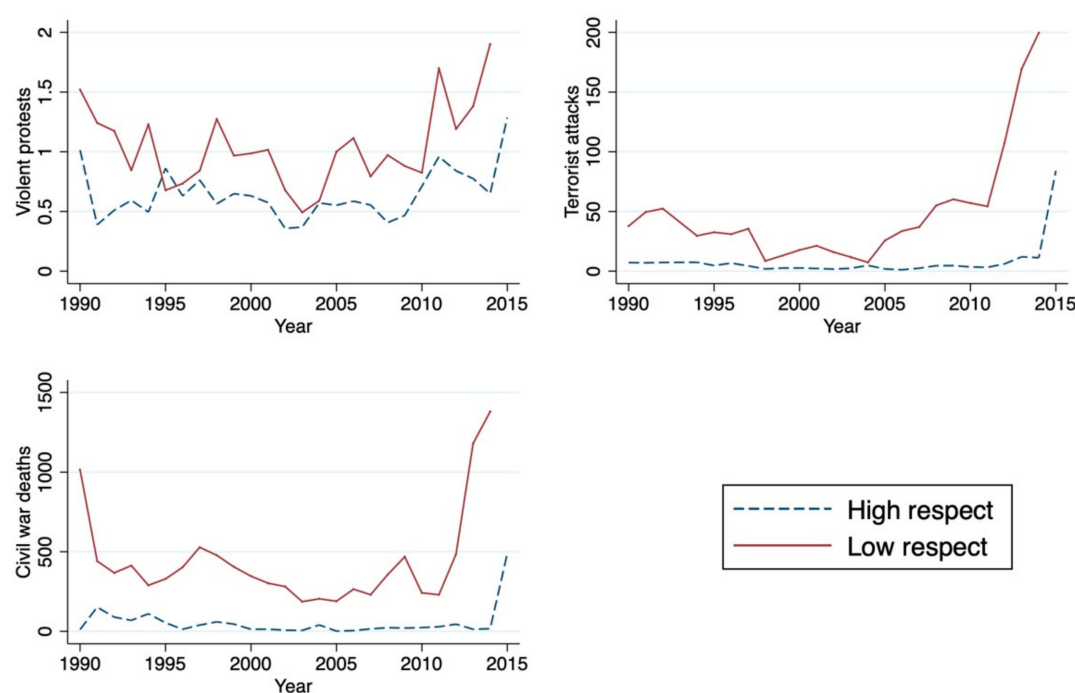 Violent protests
2
1.5
1
0.5
0
1990 1995 2000 2005 2010 2015
Year
Terrorist attacks
200
150
100
50
0
1990 1995 2000 2005 2010 2015
Year
Civil war deaths
1500
1000
500
0
1990 1995 2000 2005 2010 2015
Year
High respect
Low respect